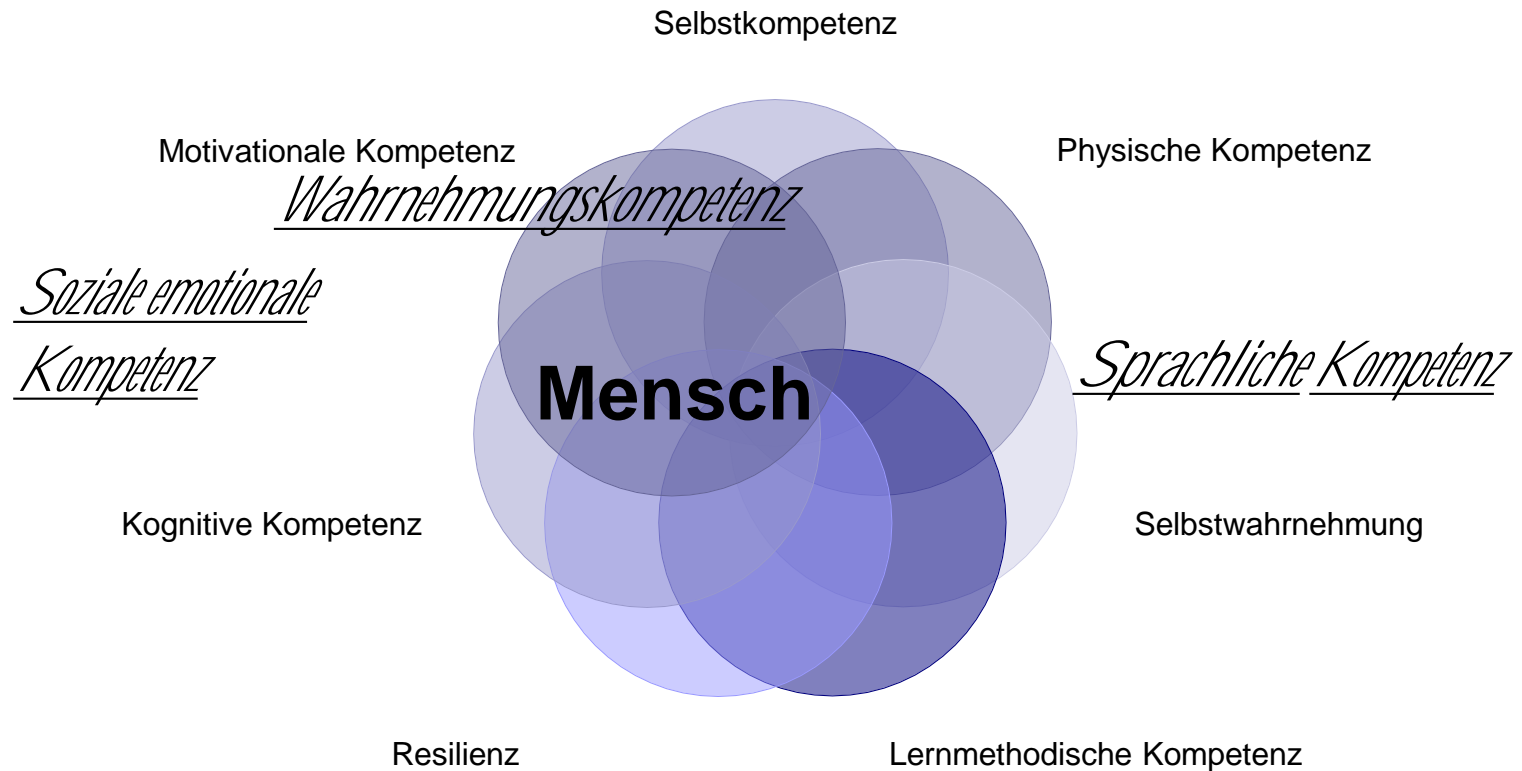 Selbstkompetenz
Motivationale Kompetenz
Physische Kompetenz
Wahrnehmungskompetenz
Soziale emotionale
Kompetenz
Sprachliche Kompetenz
Mensch
Kognitive Kompetenz
Selbstwahrnehmung
Resilienz
Lernmethodische Kompetenz